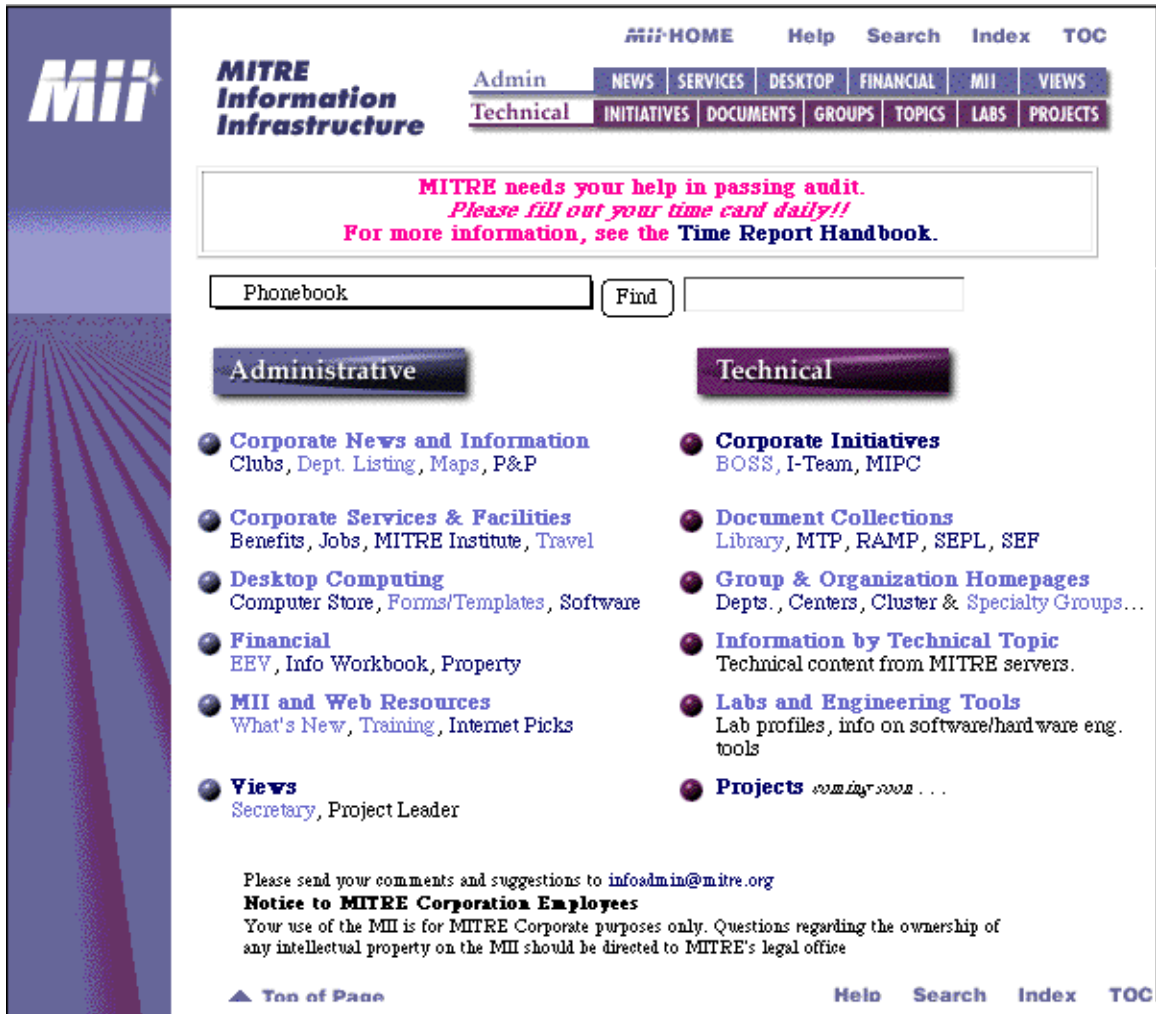 Mii HOME Help Search Index TOC
Mii
MITRE
Information
Infrastructure
Admin NEWS SERVICES DESKTOP FINANCIAL MII VIEWS
Technical INITIATIVES DOCUMENTS GROUPS TOPICS LABS PROJECTS
MITRE needs your help in passing audit.
Please fill out your time card daily!!
For more information, see the Time Report Handbook.
Phonebook Find
Administrative
Corporate News and Information
Clubs, Dept. Listing, Maps, P&P
Corporate Services & Facilities
Benefits, Jobs, MITRE Institute, Travel
Desktop Computing
Computer Store, Forms/Templates, Software
Financial
EEV, Info Workbook, Property
MII and Web Resources
What's New, Training, Internet Picks
Views
Secretary, Project Leader
Technical
Corporate Initiatives
BOSS, I-Team, MIPC
Document Collections
Library, MTP, RAMP, SEPL, SEF
Group & Organization Homepages
Depts., Centers, Cluster & Specialty Groups...
Information by Technical Topic
Technical content from MITRE servers.
Labs and Engineering Tools
Lab profiles, info on software/hardware eng.
tools
Projects coming soon . . .
Please send your comments and suggestions to infoadmin@mitre.org
Notice to MITRE Corporation Employees
Your use of the MII is for MITRE Corporate purposes only. Questions regarding the ownership of
any intellectual property on the MII should be directed to MITRE's legal office
Top of Page Help Search Index TOC